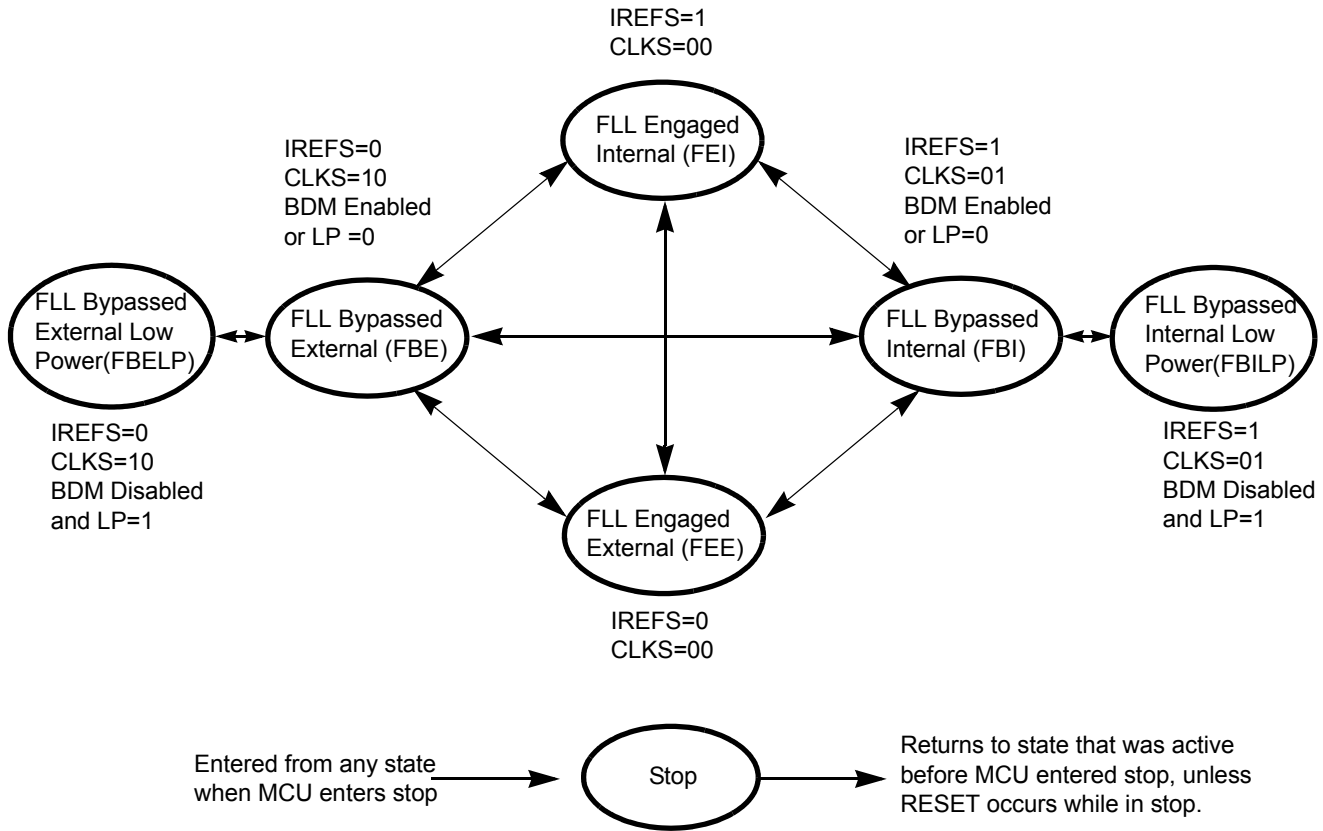 IREFS=1
CLKS=00
FLL Engaged
Internal (FEI)
IREFS=0
CLKS=10
BDM Enabled
or LP =0
IREFS=1
CLKS=01
BDM Enabled
or LP=0
FLL Bypassed
External Low
Power(FBELP)
FLL Bypassed
External (FBE)
FLL Bypassed
Internal (FBI)
FLL Bypassed
Internal Low
Power(FBILP)
IREFS=0
CLKS=10
BDM Disabled
and LP=1
IREFS=1
CLKS=01
BDM Disabled
and LP=1
FLL Engaged
External (FEE)
IREFS=0
CLKS=00
Entered from any state
when MCU enters stop
Stop
Returns to state that was active
before MCU entered stop, unless
RESET occurs while in stop.